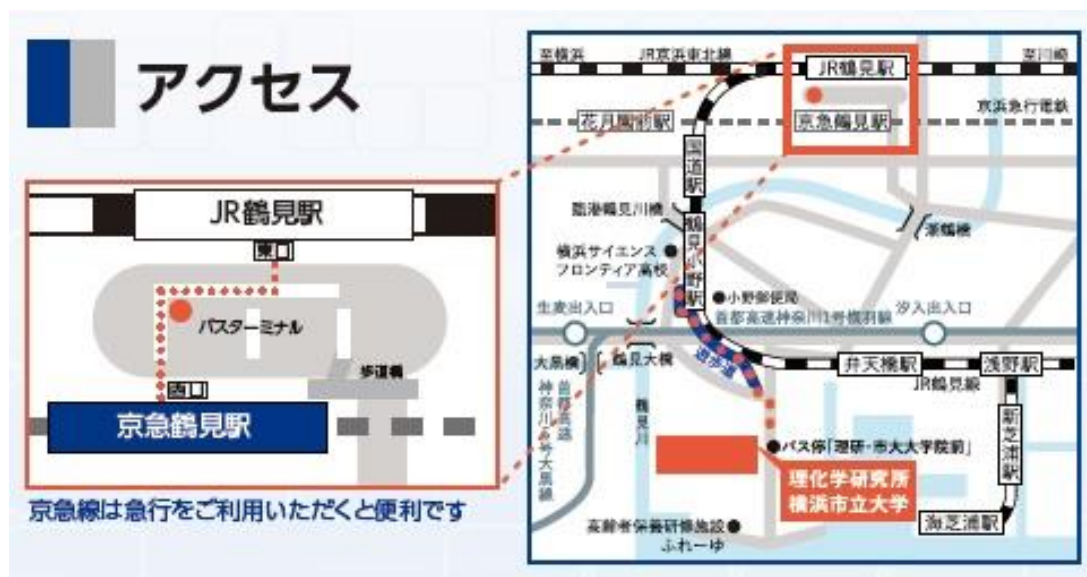 アクセス
JR鶴見駅
東口
バスターミナル
歩道橋
西口
京急鶴見駅
京急線は急行をご利用いただくと便利です
至横浜
JR京浜東北線
至川崎
JR鶴見駅
京浜急行電鉄
花月園前駅
京急鶴見駅
国道駅
臨港鶴見川橋
潮鶴橋
鶴見小野駅
横浜サイエンス
フロンティア高校
小野郵便局
生麦出入口
首都高速神奈川1号横羽線
汐入出入口
大黒橋
鶴見大橋
遊歩道
弁天橋駅
浅野駅
JR鶴見線
首都高速
神奈川5号大黒線
鶴見川
新芝浦駅
バス停「理研・市大大学院前」
理化学研究所
横浜市立大学
高齢者保養研修施設
ふれーゆ
海芝浦駅